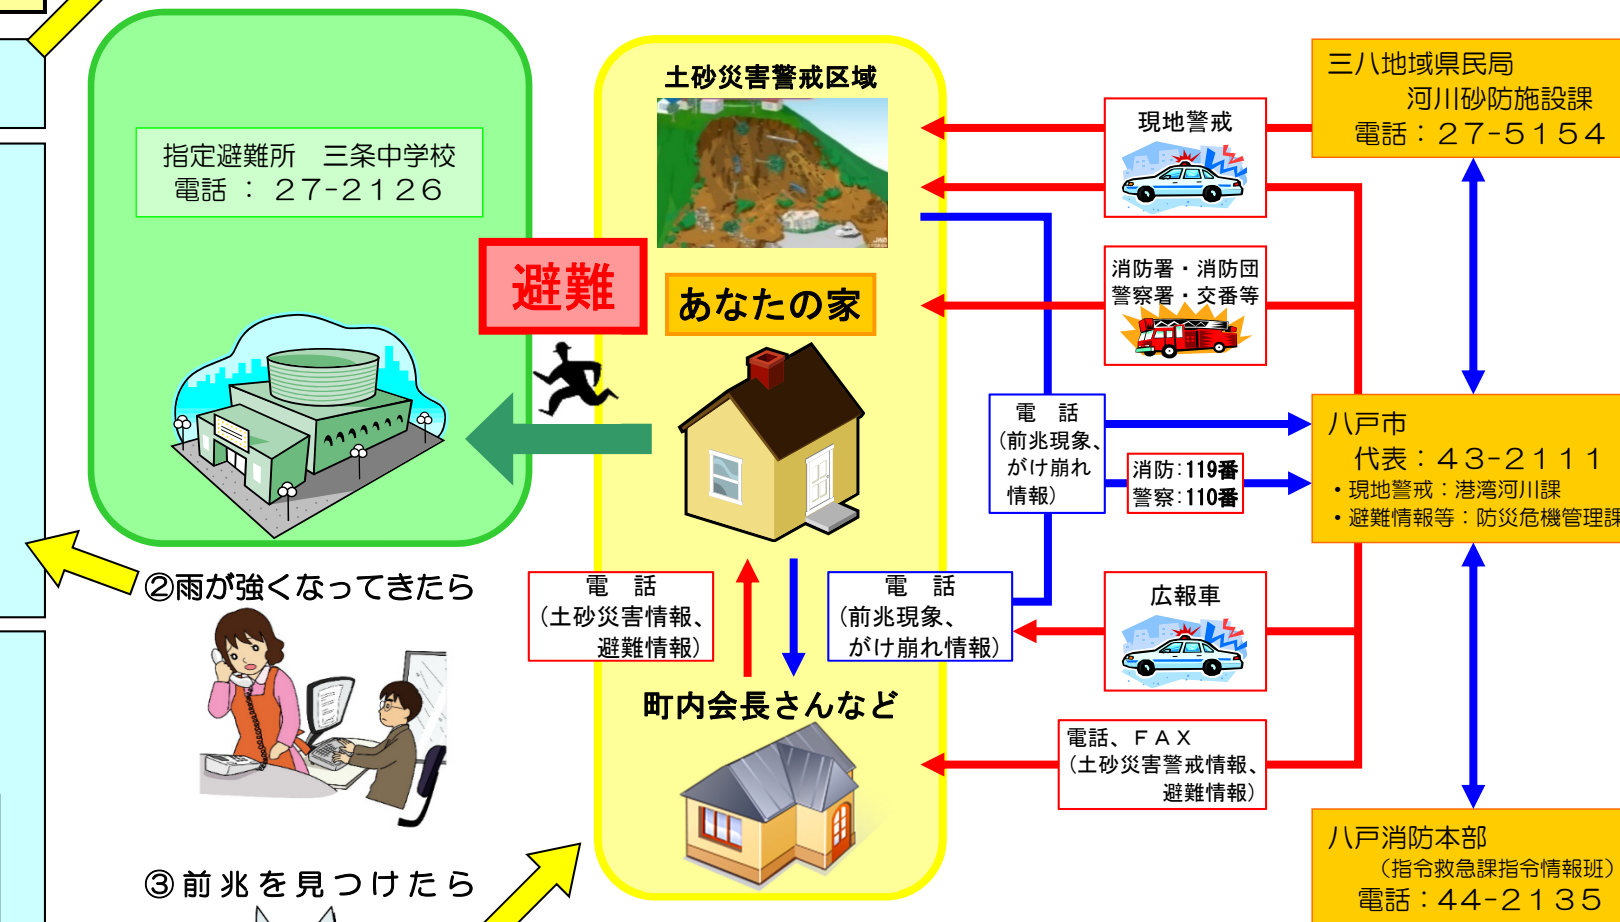 指定避難所　三条中学校
電話 ： 27-2126
土砂災害警戒区域
避難
あなたの家
現地警戒
消防署・消防団
警察署・交番等
三八地域県民局
河川砂防施設課
電話：27-5154
電　話
(前兆現象、
がけ崩れ
情報)
消防:119番
警察:110番
八戸市
代表：43-2111
・現地警戒：港湾河川課
・避難情報等：防災危機管理課
②雨が強くなってきたら
電　話
(土砂災害情報、
避難情報)
電　話
(前兆現象、
がけ崩れ情報)
広報車
町内会長さんなど
電話、ＦＡＸ
(土砂災害警戒情報、
避難情報)
八戸消防本部
（指令救急課指令情報班）
電話：44-2135
③前兆を見つけたら